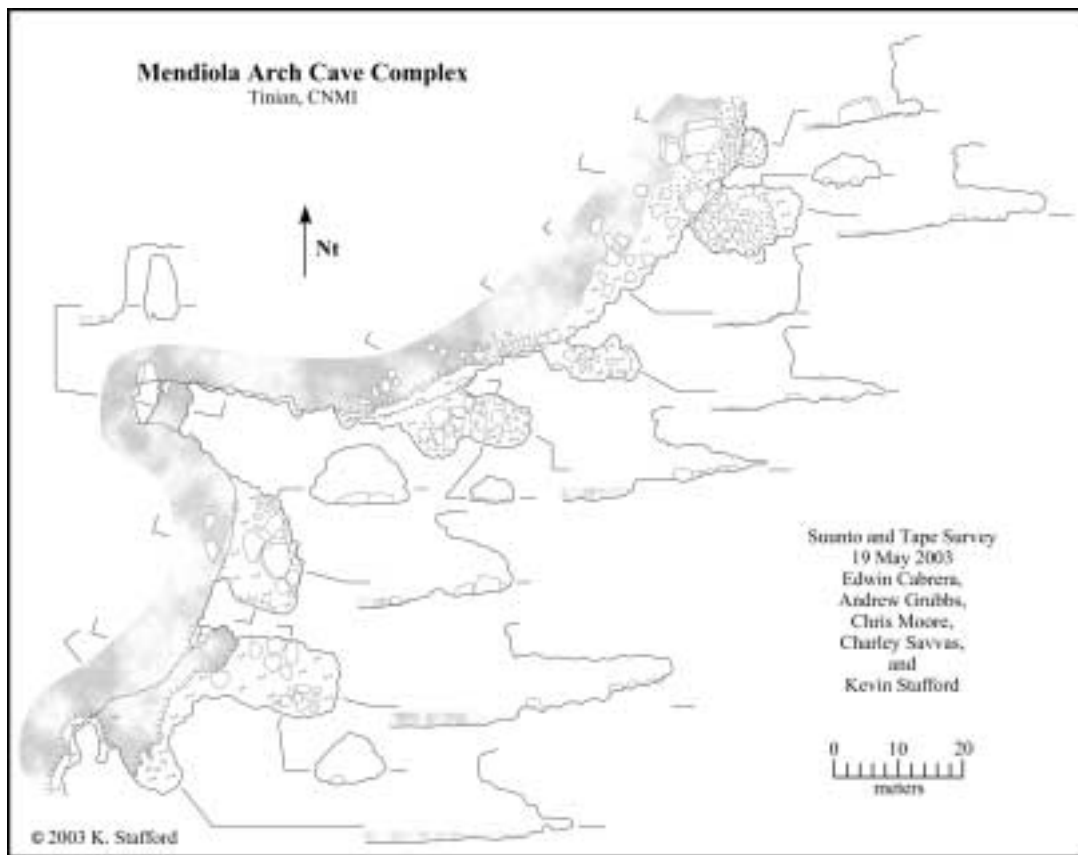 Mendiola Arch Cave Complex
Tinian, CNMI
Nt
Suunto and Tape Survey
19 May 2003
Edwin Cabrera,
Andrew Grubbs,
Chris Moore,
Charley Savvas,
and
Kevin Stafford
0 10 20
meters
© 2003 K. Stafford